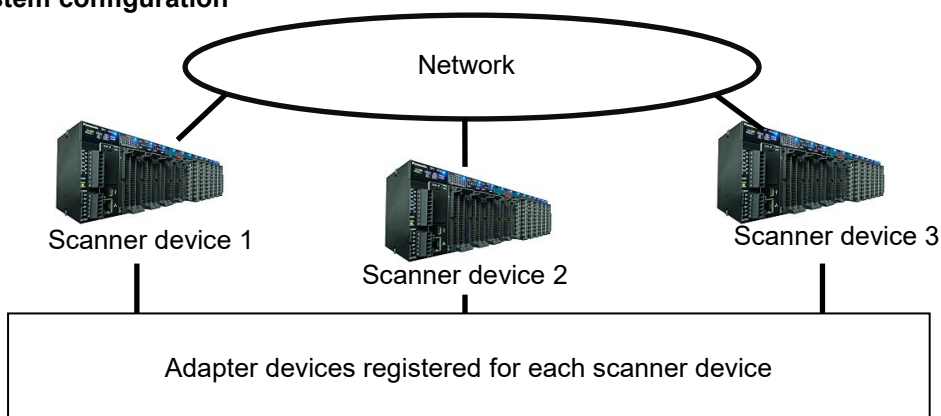 stem configuration
Network
Scanner device 1
Scanner device 3
Scanner device 2
Adapter devices registered for each scanner device